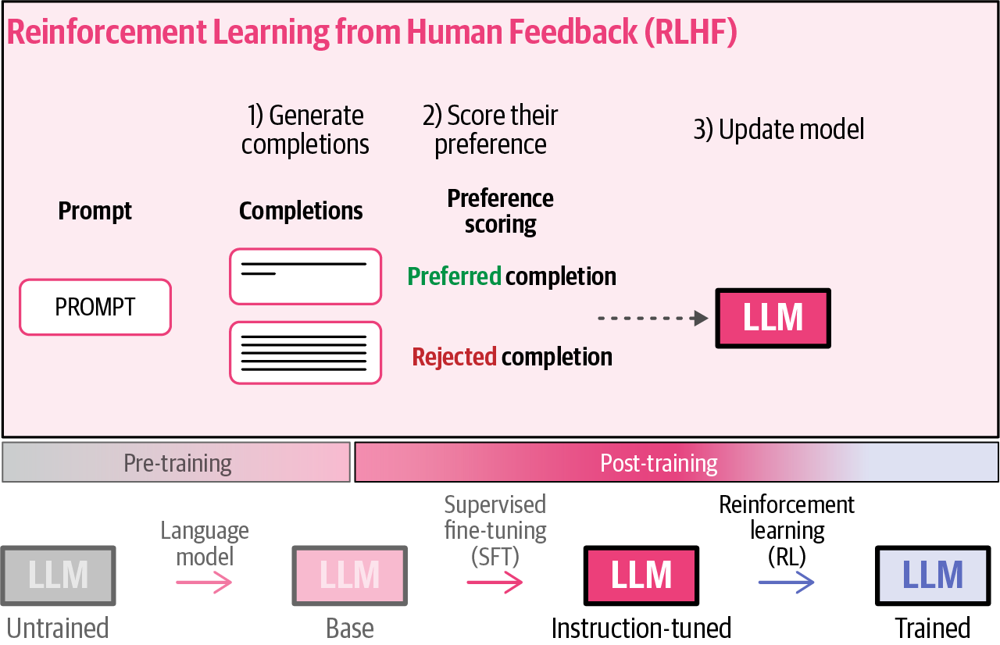 Reinforcement Learning from Human Feedback (RLHF)
1) Generate
completions
2) Score their
preference
3) Update model
Prompt
Completions
Preference
scoring
PROMPT
Preferred completion
Rejected completion
LLM
Pre-training
Post-training
Language
model
Supervised
fine-tuning
(SFT)
Reinforcement
learning
(RL)
LLM
LLM
LLM
LLM
Untrained
Base
Instruction-tuned
Trained